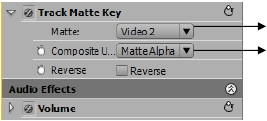 Track Matte Key
Matte: Video 2
Composite U... Matte Alpha
Reverse Reverse
Audio Effects
Volume